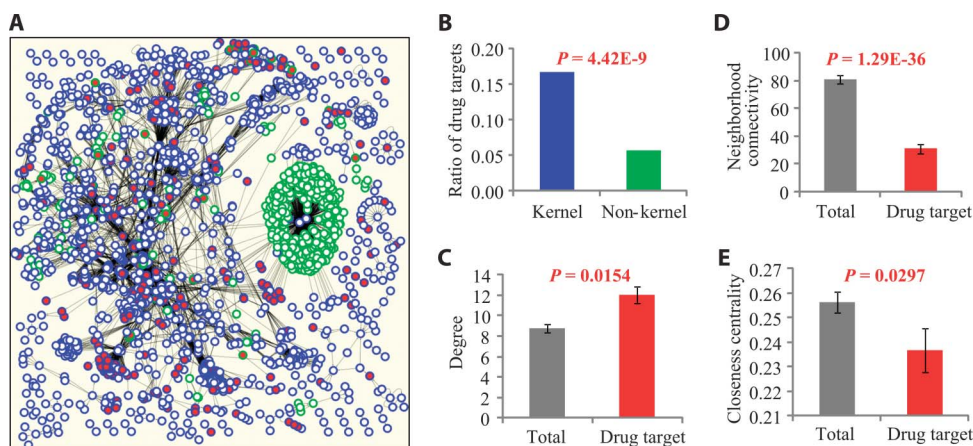 A
B
Ratio of drug targets
0.20
0.15
0.10
0.05
0.00
P = 4.42E-9
Kernel
Non-kernel
D
Neighborhood
connectivity
100
80
60
40
20
0
P = 1.29E-36
Total
Drug target
C
Degree
14
12
10
8
6
4
2
0
P = 0.0154
Total
Drug target
E
Closeness centrality
0.27
0.26
0.25
0.24
0.23
0.22
0.21
P = 0.0297
Total
Drug target